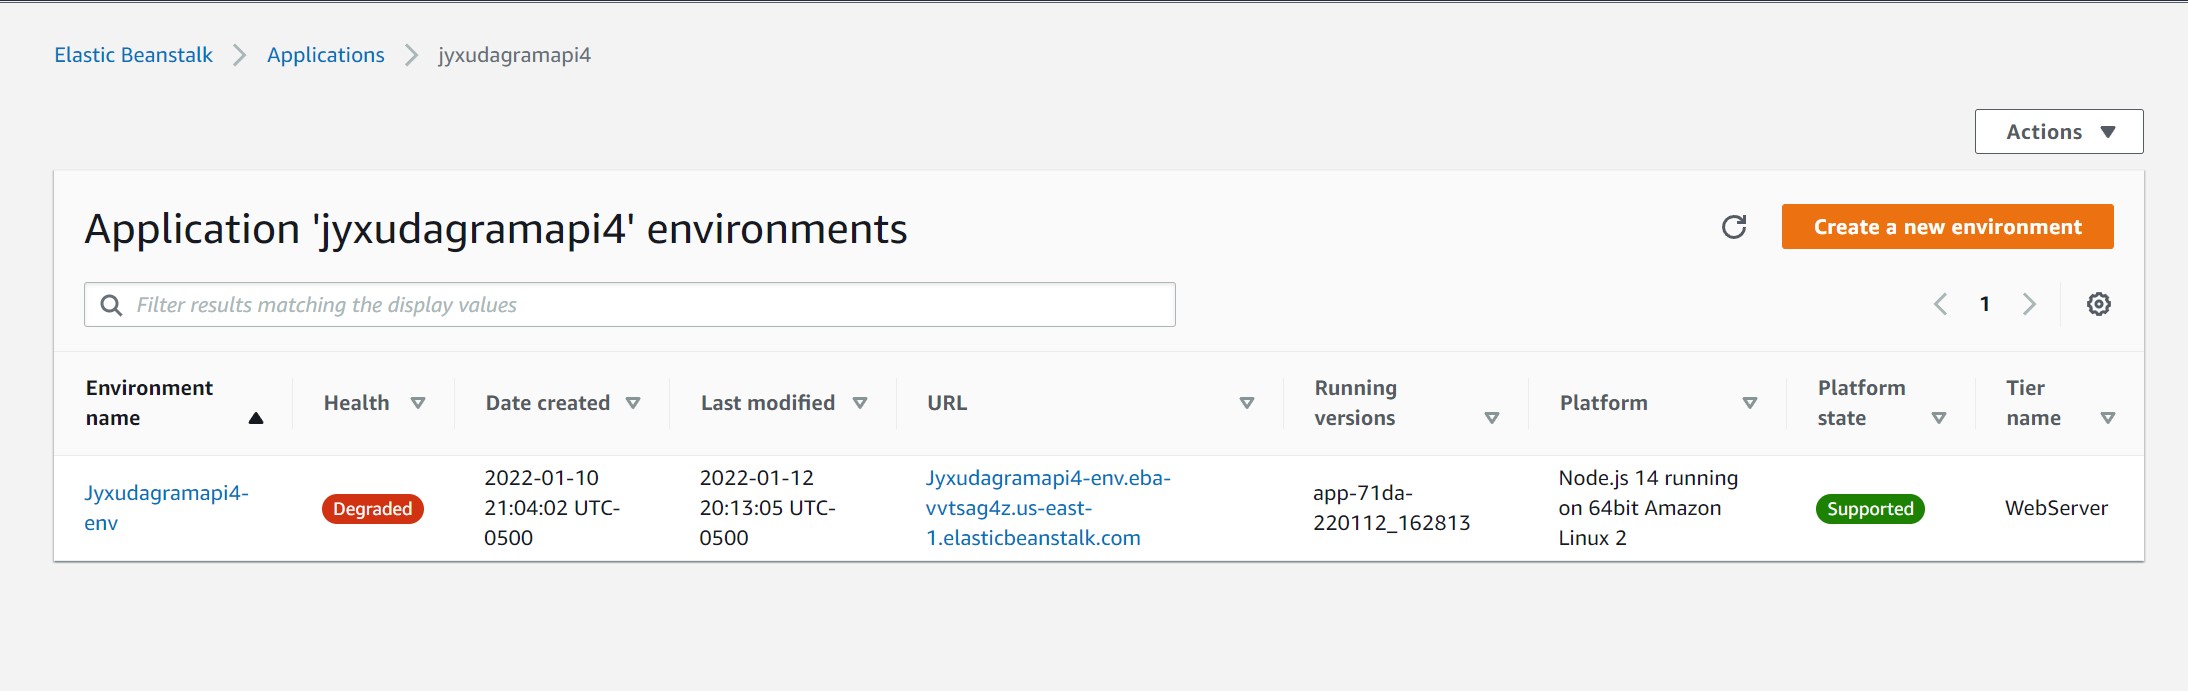 Elastic Beanstalk Applications jyxudagramapi4
Actions
Application 'jyxudagramapi4' environments
Create a new environment
Filter results matching the display values
1
Environment
name
Health
Date created
Last modified
URL
Running
versions
Platform
Platform
state
Tier
name
Jyxudagramapi4-
env
Degraded
2022-01-10
21:04:02 UTC-
0500
2022-01-12
20:13:05 UTC-
0500
Jyxudagramapi4-env.eba-
vvtsag4z.us-east-
1.elasticbeanstalk.com
app-71da-
220112_162813
Node.js 14 running
on 64bit Amazon
Linux 2
Supported
WebServer